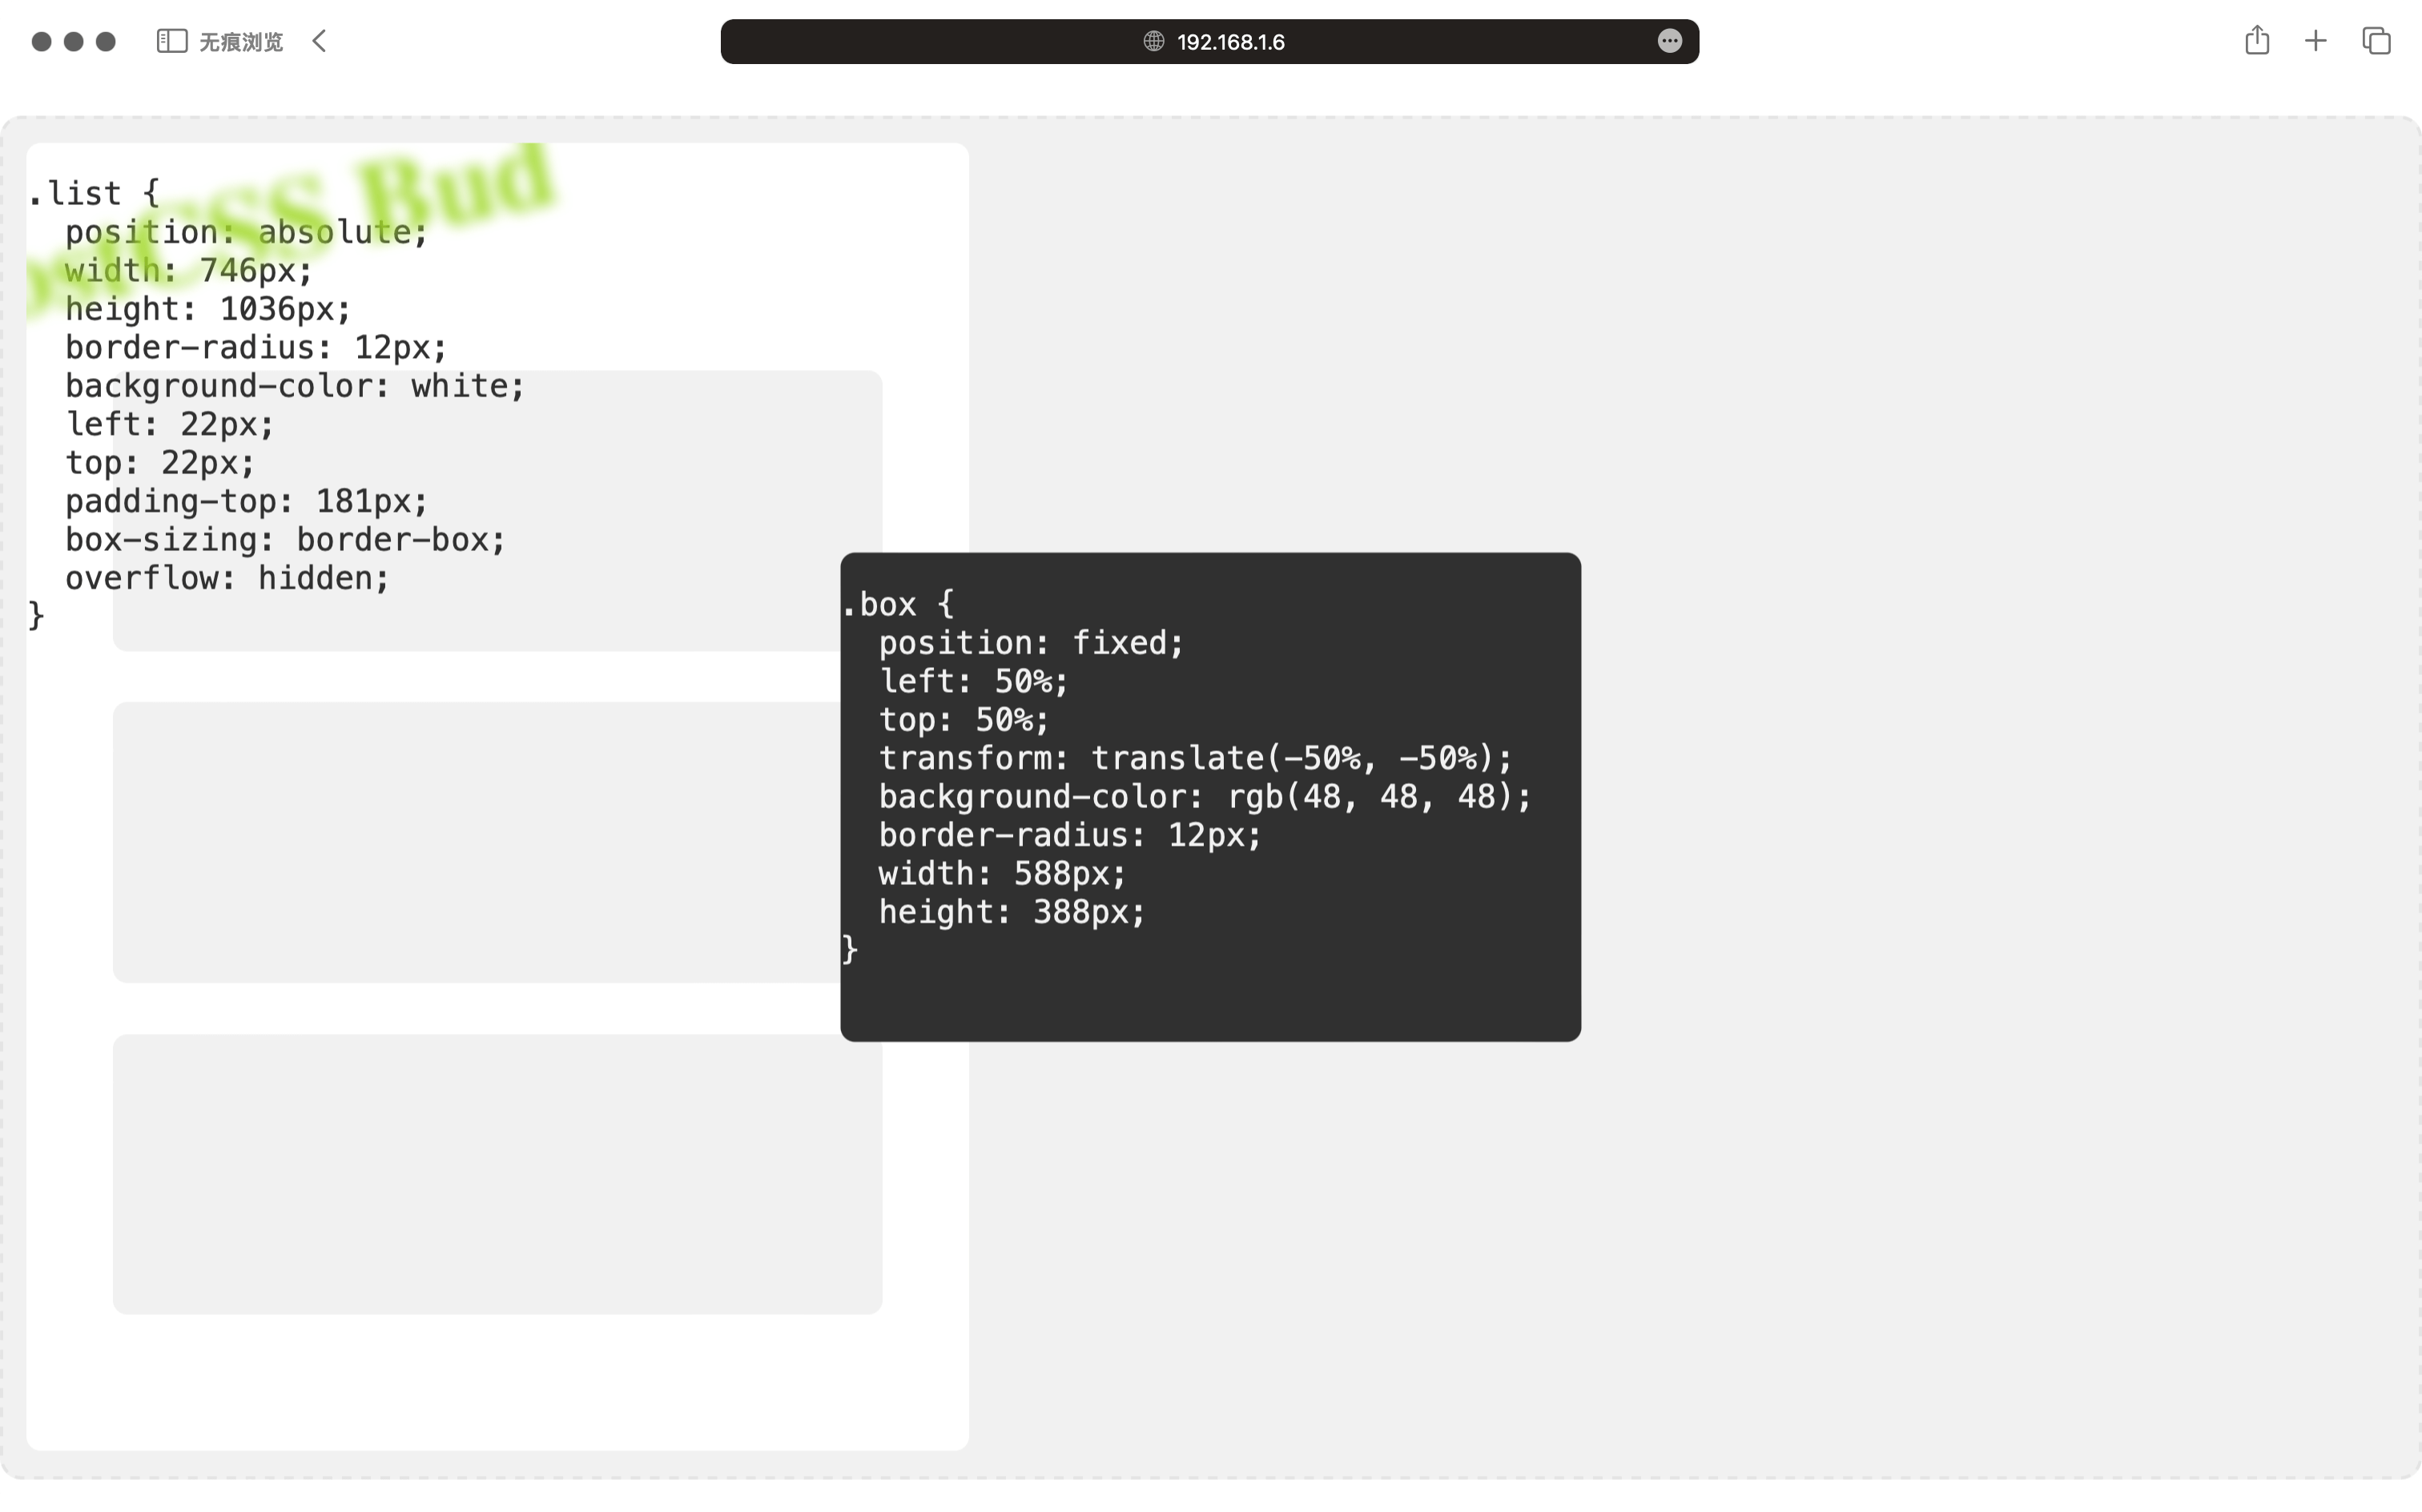 无痕浏览
192.168.1.6
CSS Bud
.list {
  position: absolute;
  width: 746px;
  height: 1036px;
  border-radius: 12px;
  background-color: white;
  left: 22px;
  top: 22px;
  padding-top: 181px;
  box-sizing: border-box;
  overflow: hidden;
}
.box {
  position: fixed;
  left: 50%;
  top: 50%;
  transform: translate(-50%, -50%);
  background-color: rgb(48, 48, 48);
  border-radius: 12px;
  width: 588px;
  height: 388px;
}